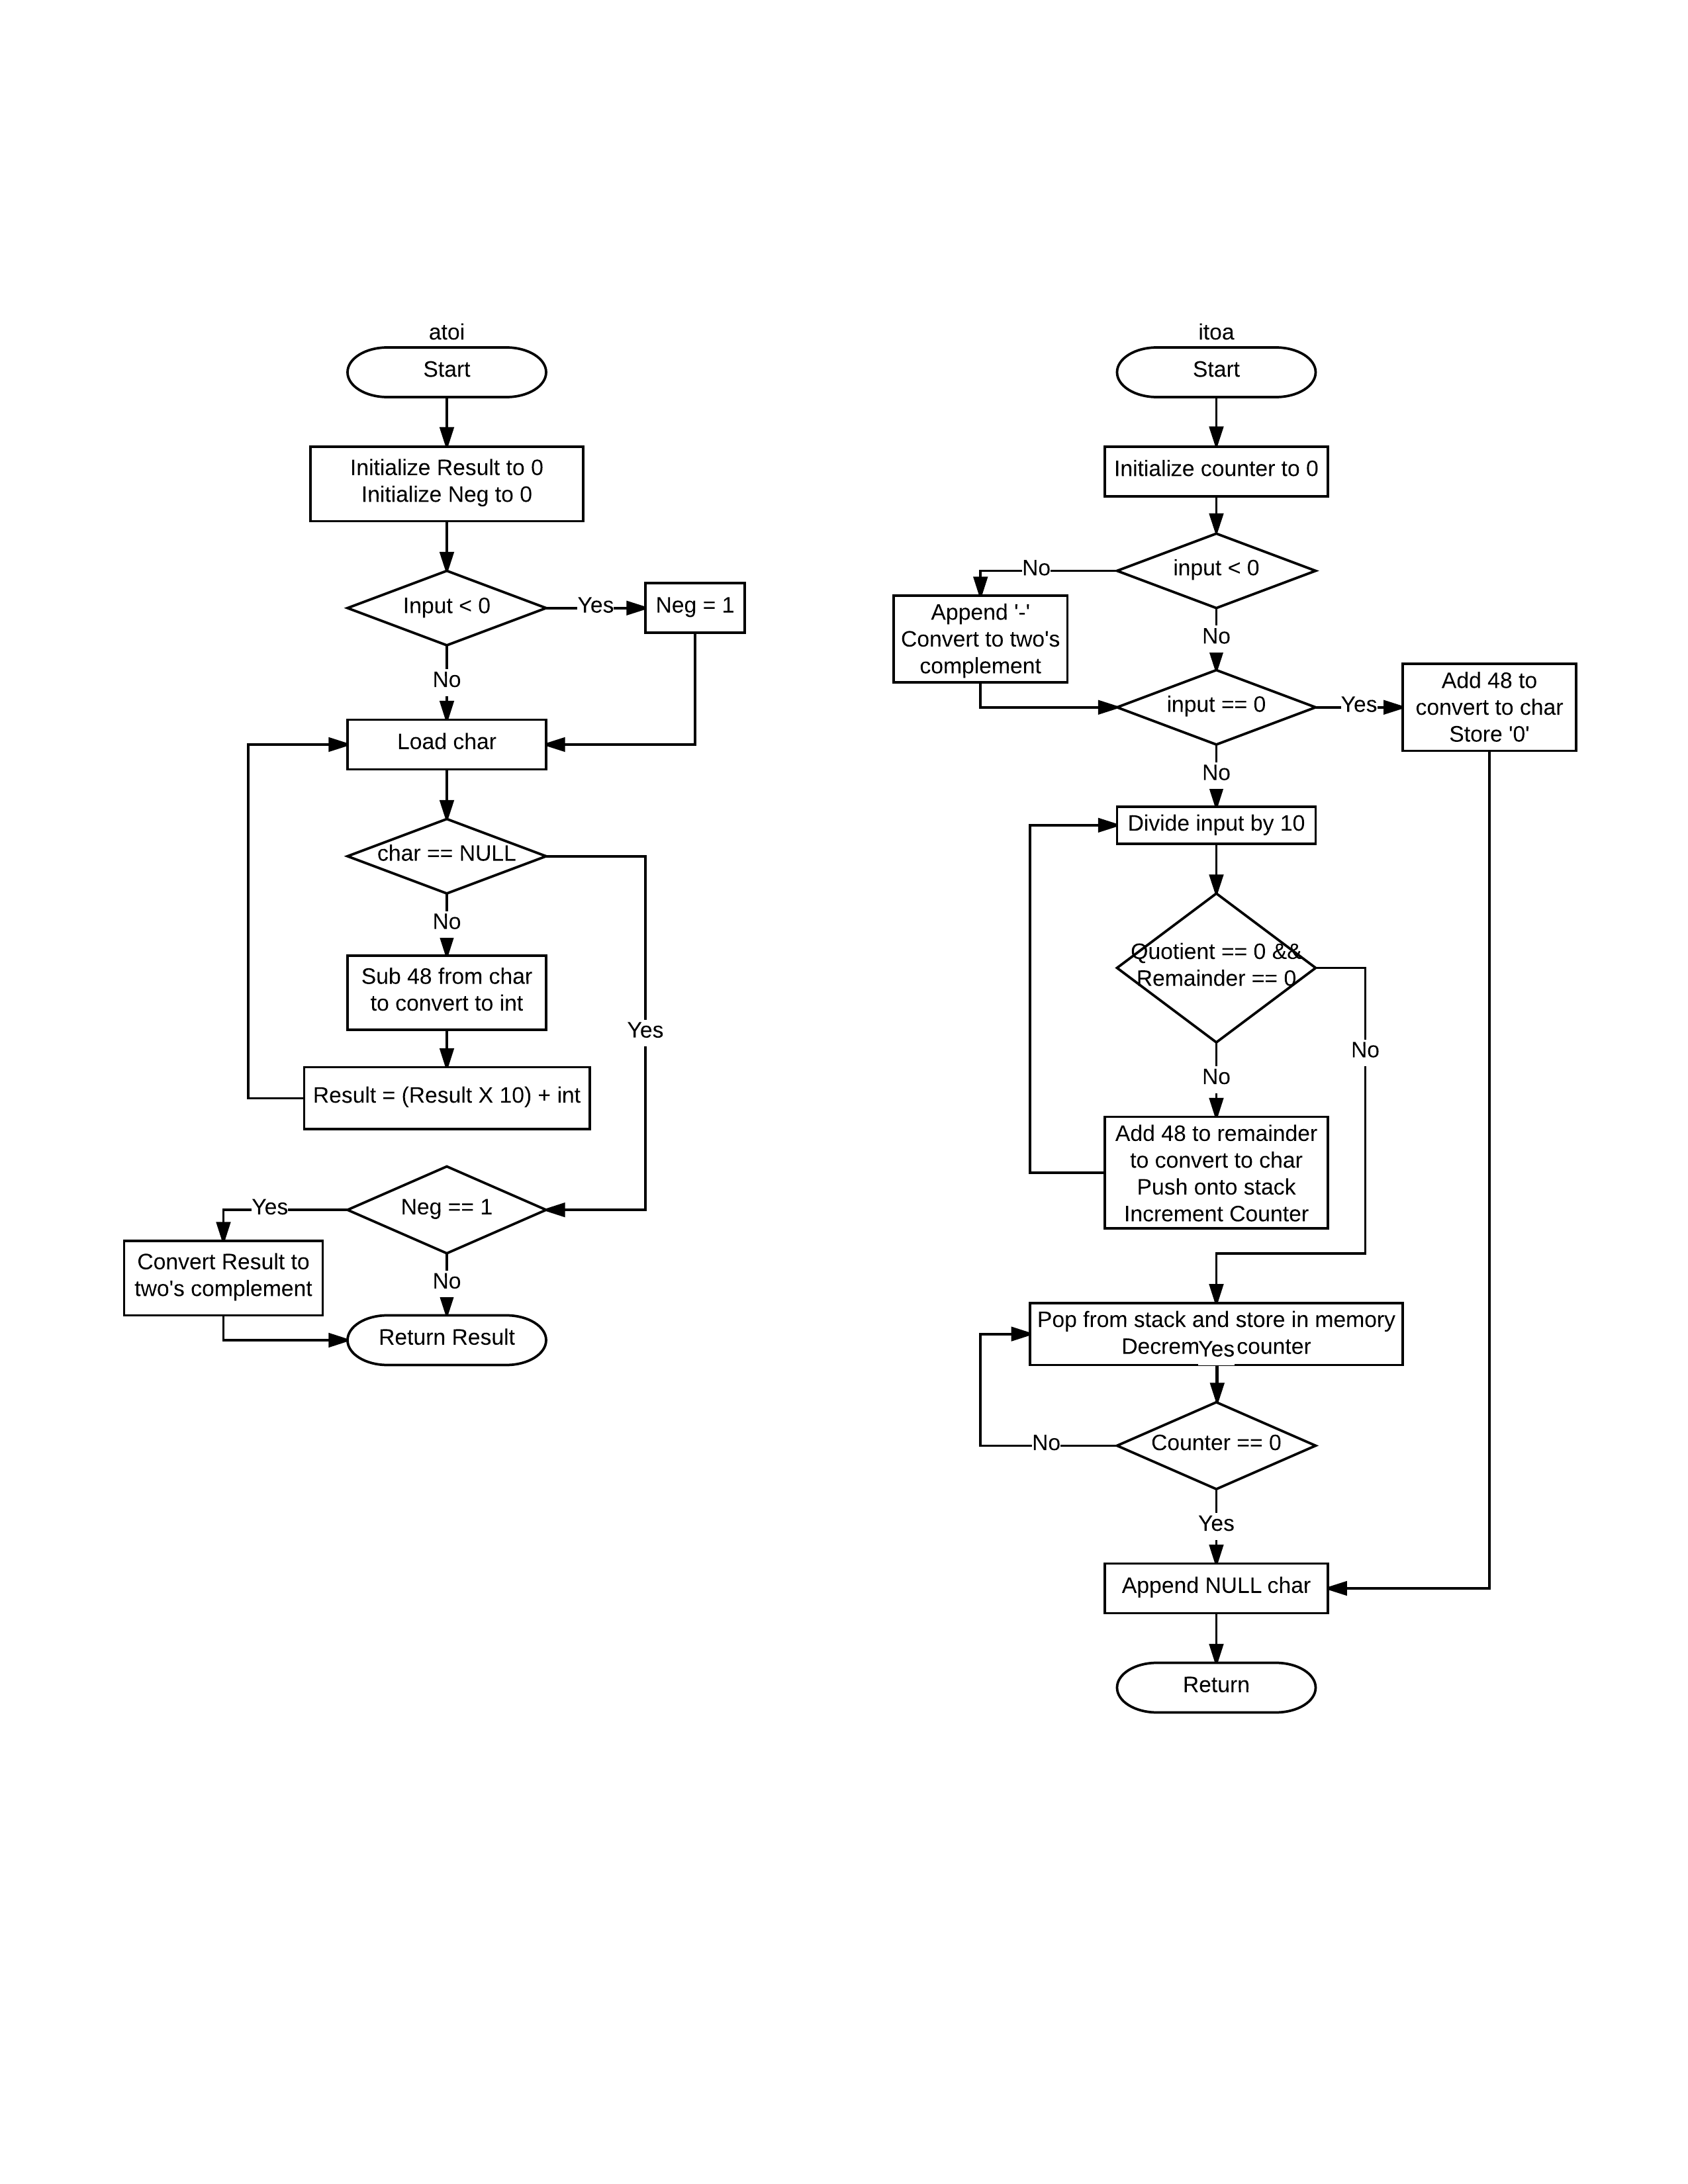 atoi
Start
Initialize Result to 0
Initialize Neg to 0
Input < 0
Yes
Neg = 1
No
Load char
char == NULL
No
Sub 48 from char
to convert to int
Yes
Result = (Result X 10) + int
Neg == 1
Yes
Convert Result to
two's complement
No
Return Result
itoa
Start
Initialize counter to 0
input < 0
No
Append '-'
Convert to two's
complement
No
input == 0
Yes
Add 48 to
convert to char
Store '0'
No
Divide input by 10
Quotient == 0 &&
Remainder == 0
No
No
Add 48 to remainder
to convert to char
Push onto stack
Increment Counter
Pop from stack and store in memory
Decrem
Yes
counter
Counter == 0
No
Yes
Append NULL char
Return